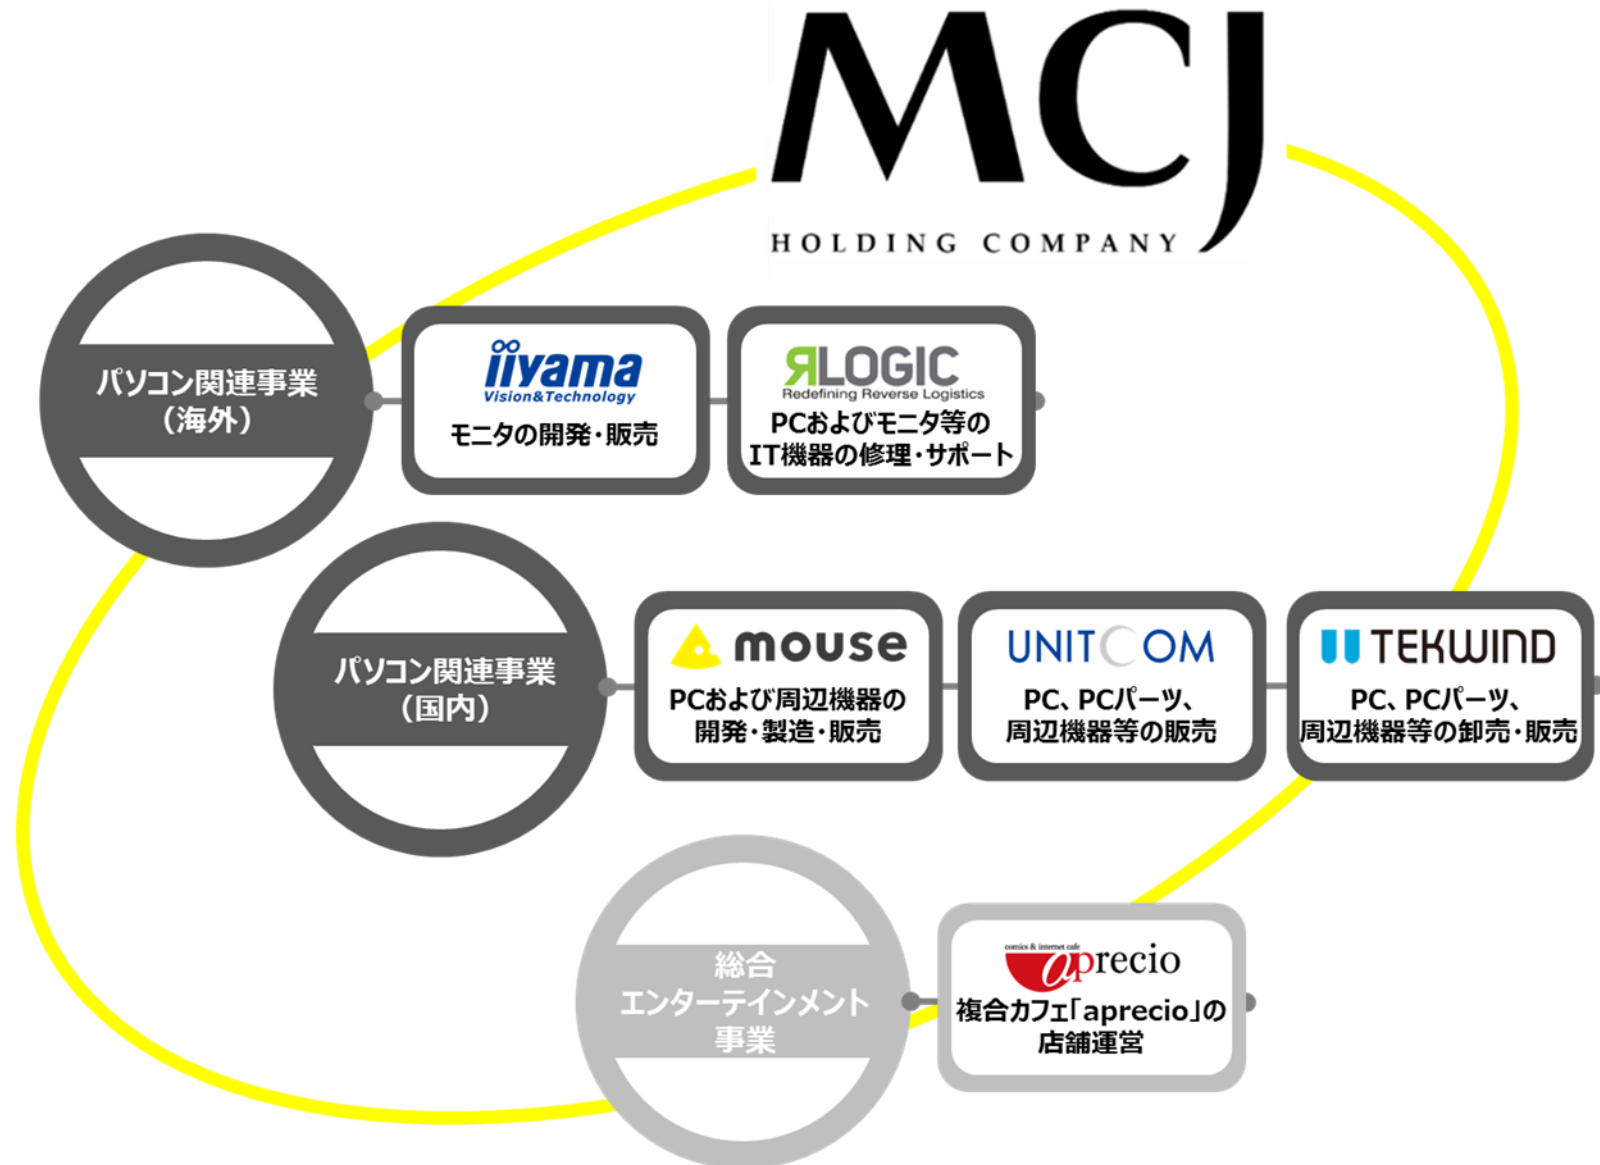 MCJ
HOLDING COMPANY
パソコン関連事業
（海外）
iiyama
Vision&Technology
モニタの開発・販売
RLOGIC
Redefining Reverse Logistics
PCおよびモニタ等の
IT機器の修理・サポート
パソコン関連事業
（国内）
mouse
PCおよび周辺機器の
開発・製造・販売
UNITCOM
PC、PCパーツ、
周辺機器等の販売
TEKWIND
PC、PCパーツ、
周辺機器等の卸売・販売
総合
エンターテインメント
事業
comics & internet cafe
aprecio
複合カフェ「aprecio」の
店舗運営